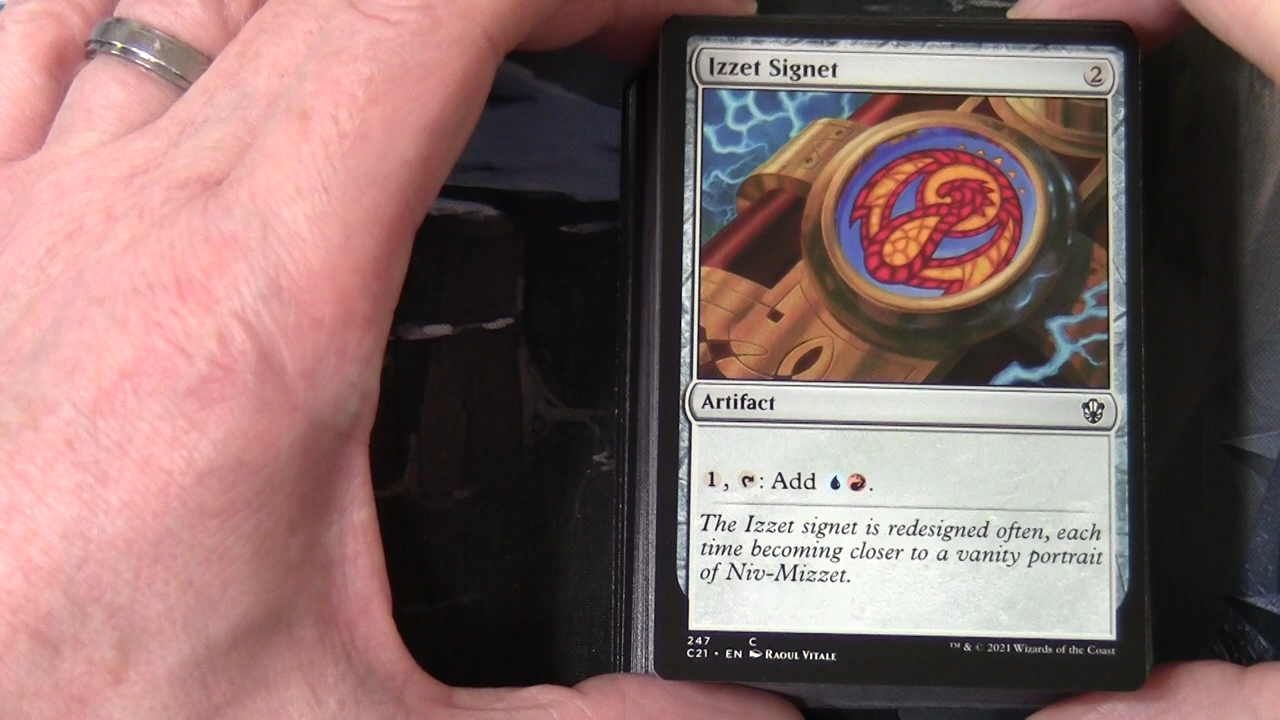 Izzet Signet 2
Artifact
1, : Add .
The Izzet signet is redesigned often, each
time becoming closer to a vanity portrait
of Niv-Mizzet.
247 C
C21 • EN Raoul Vitale
™ & © 2021 Wizards of the Coast